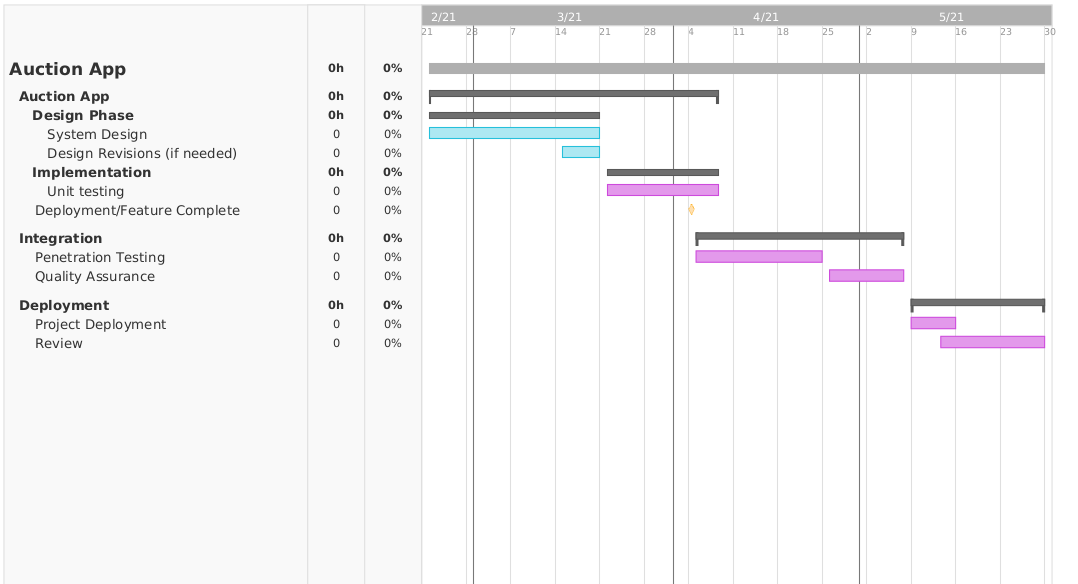 2/21 3/21 4/21 5/21
21 28 7 14 21 28 4 11 18 25 2 9 16 23 30
Auction App 0h 0%
Auction App 0h 0%
Design Phase 0h 0%
System Design 0 0%
Design Revisions (if needed) 0 0%
Implementation 0h 0%
Unit testing 0 0%
Deployment/Feature Complete 0 0%
Integration 0h 0%
Penetration Testing 0 0%
Quality Assurance 0 0%
Deployment 0h 0%
Project Deployment 0 0%
Review 0 0%